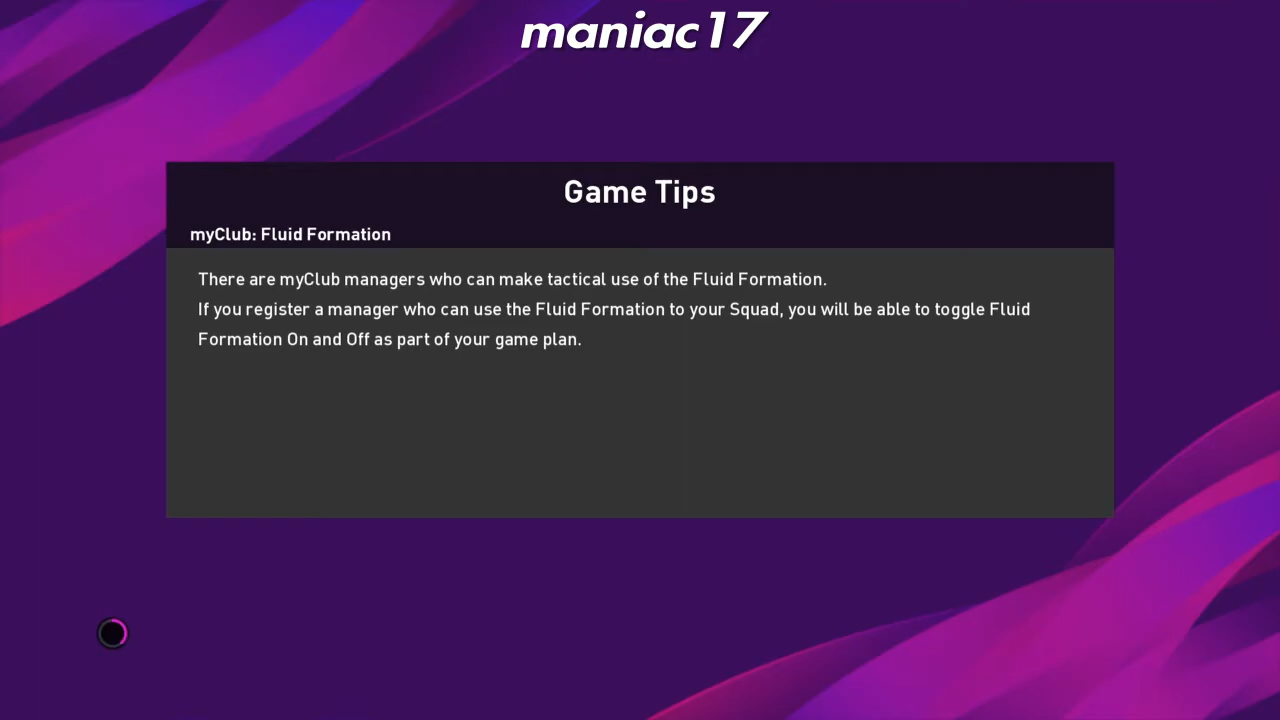 maniac17
Game Tips
myClub: Fluid Formation
There are myClub managers who can make tactical use of the Fluid Formation.
If you register a manager who can use the Fluid Formation to your Squad, you will be able to toggle Fluid
Formation On and Off as part of your game plan.